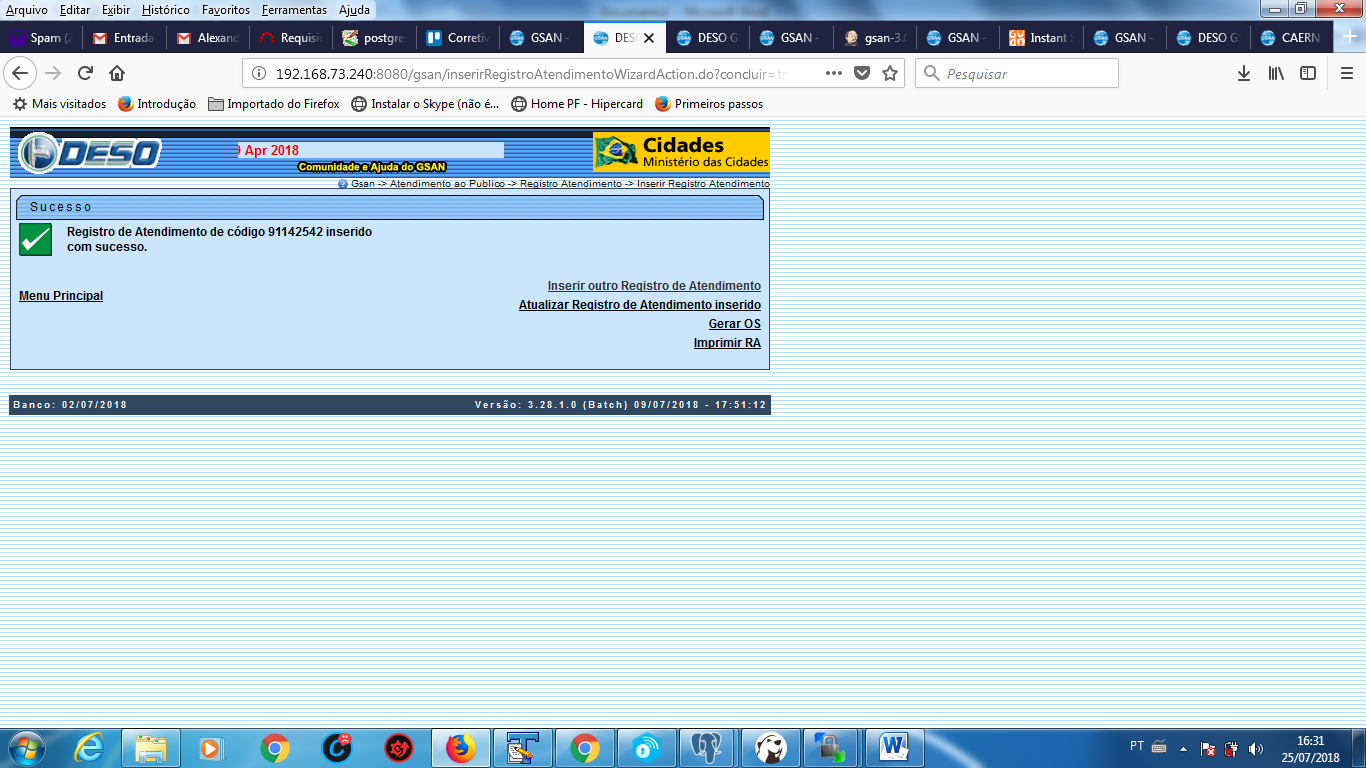 Arquivo Editar Exibir Histórico Favoritos Ferramentas Ajuda
Spam (2 Entrada Alexand Requisi postgre Corretiv GSAN - DESO DESO G GSAN - gsan-3. GSAN - Instant S GSAN - DESO G CAERN
192.168.73.240:8080/gsan/inserirRegistroAtendimentoWizardAction.do?concluir=tr
Pesquisar
Mais visitados Introdução Importado do Firefox Instalar o Skype (não é... Home PF - Hipercard Primeiros passos
DESO
9 Apr 2018
Comunidade e Ajuda do GSAN
Cidades
Ministério das Cidades
Gsan -> Atendimento ao Publico -> Registro Atendimento -> Inserir Registro Atendimento
Sucesso
Registro de Atendimento de código 91142542 inserido
com sucesso.
Menu Principal
Inserir outro Registro de Atendimento
Atualizar Registro de Atendimento inserido
Gerar OS
Imprimir RA
Banco: 02/07/2018
Versão: 3.28.1.0 (Batch) 09/07/2018 - 17:51:12
PT
16:31
25/07/2018